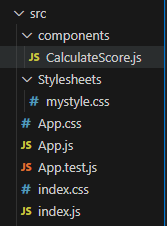 src
components
JS CalculateScore.js
Stylesheets
# mystyle.css
# App.css
JS App.js
JS App.test.js
# index.css
JS index.js